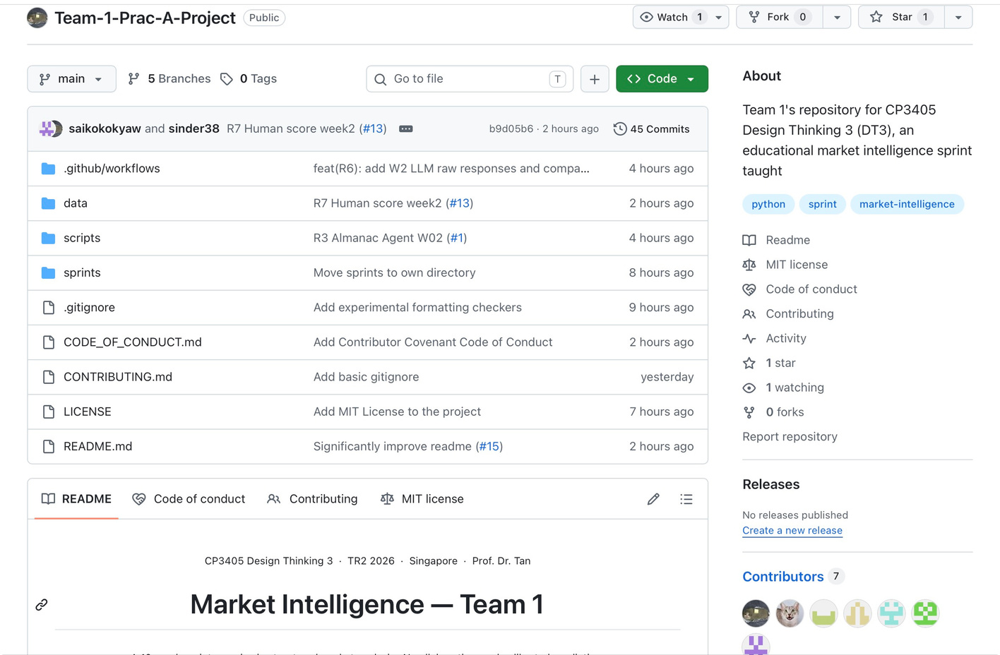 Team-1-Prac-A-Project Public
Watch 1
Fork 0
Star 1
main
5 Branches
0 Tags
Go to file
T
Code
saikokokyaw and sinder38 R7 Human score week2 (#13)
b9d05b6 · 2 hours ago
45 Commits
.github/workflows feat(R6): add W2 LLM raw responses and compa... 4 hours ago
data R7 Human score week2 (#13) 2 hours ago
scripts R3 Almanac Agent W02 (#1) 4 hours ago
sprints Move sprints to own directory 8 hours ago
.gitignore Add experimental formatting checkers 9 hours ago
CODE_OF_CONDUCT.md Add Contributor Covenant Code of Conduct 2 hours ago
CONTRIBUTING.md Add basic gitignore yesterday
LICENSE Add MIT License to the project 7 hours ago
README.md Significantly improve readme (#15) 2 hours ago
README
Code of conduct
Contributing
MIT license
CP3405 Design Thinking 3 · TR2 2026 · Singapore · Prof. Dr. Tan
Market Intelligence — Team 1
About
Team 1's repository for CP3405
Design Thinking 3 (DT3), an
educational market intelligence sprint
taught
python sprint market-intelligence
Readme
MIT license
Code of conduct
Contributing
Activity
1 star
1 watching
0 forks
Report repository
Releases
No releases published
Create a new release
Contributors 7